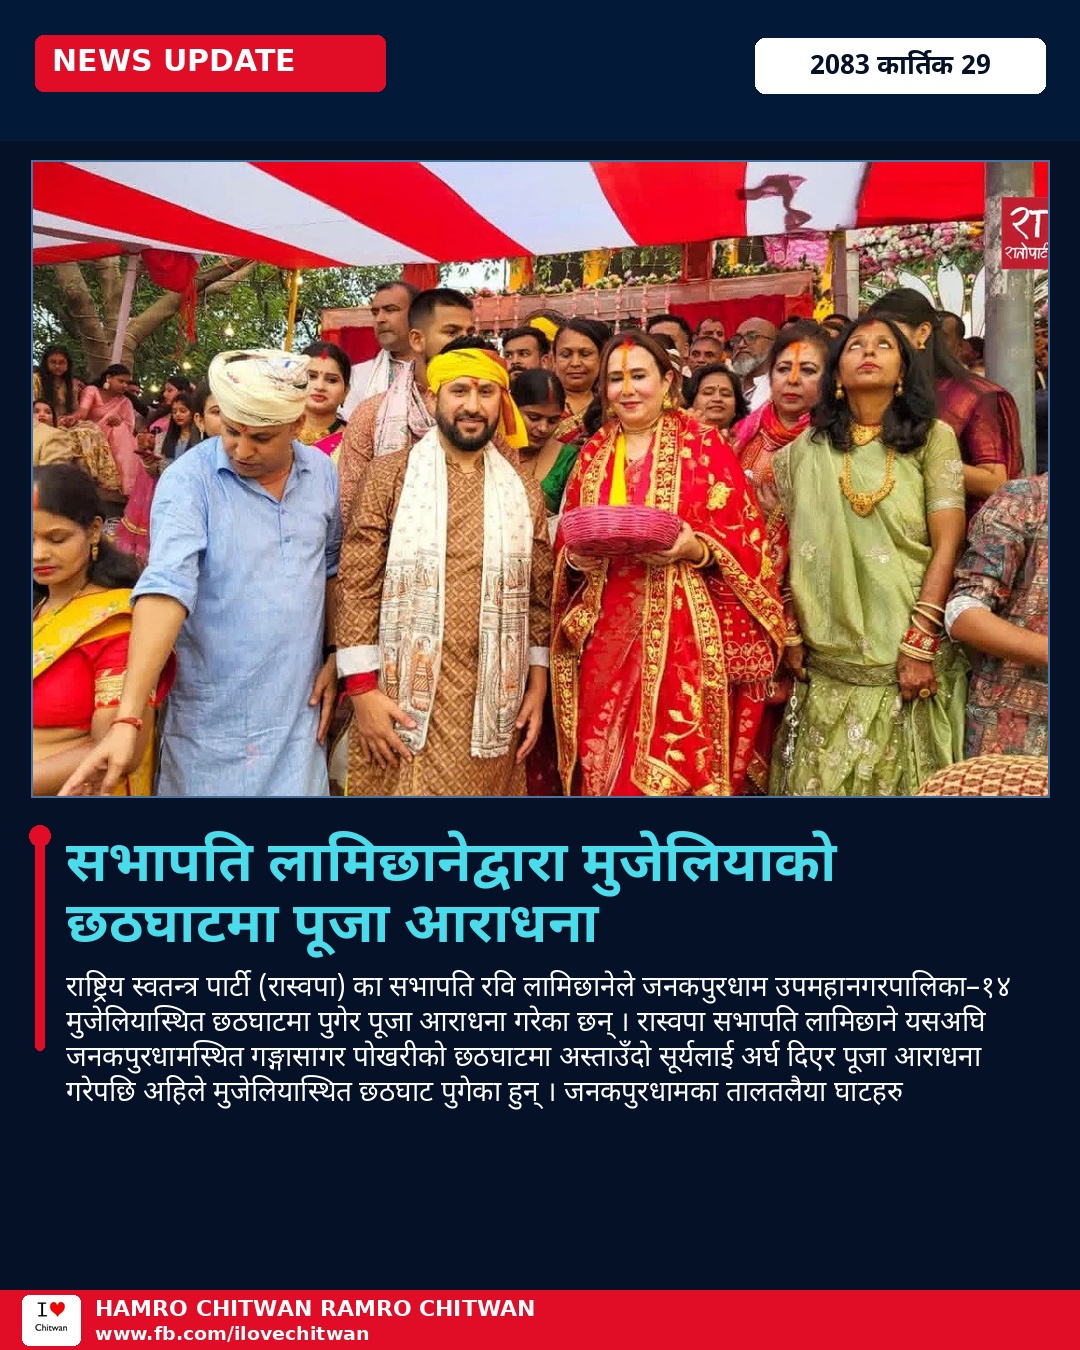 NEWS UPDATE
2083 कार्तिक 29
रा
रातोपाटी
सभापति लामिछानेद्वारा मुजेलियाको
छठघाटमा पूजा आराधना
राष्ट्रिय स्वतन्त्र पार्टी (रास्वपा) का सभापति रवि लामिछानेले जनकपुरधाम उपमहानगरपालिका–१४
मुजेलियास्थित छठघाटमा पुगेर पूजा आराधना गरेका छन् । रास्वपा सभापति लामिछाने यसअघि
जनकपुरधामस्थित गङ्गासागर पोखरीको छठघाटमा अस्ताउँदो सूर्यलाई अर्घ दिएर पूजा आराधना
गरेपछि अहिले मुजेलियास्थित छठघाट पुगेका हुन् । जनकपुरधामका तालतलैया घाटहरु
I ♥
Chitwan
HAMRO CHITWAN RAMRO CHITWAN
www.fb.com/ilovechitwan